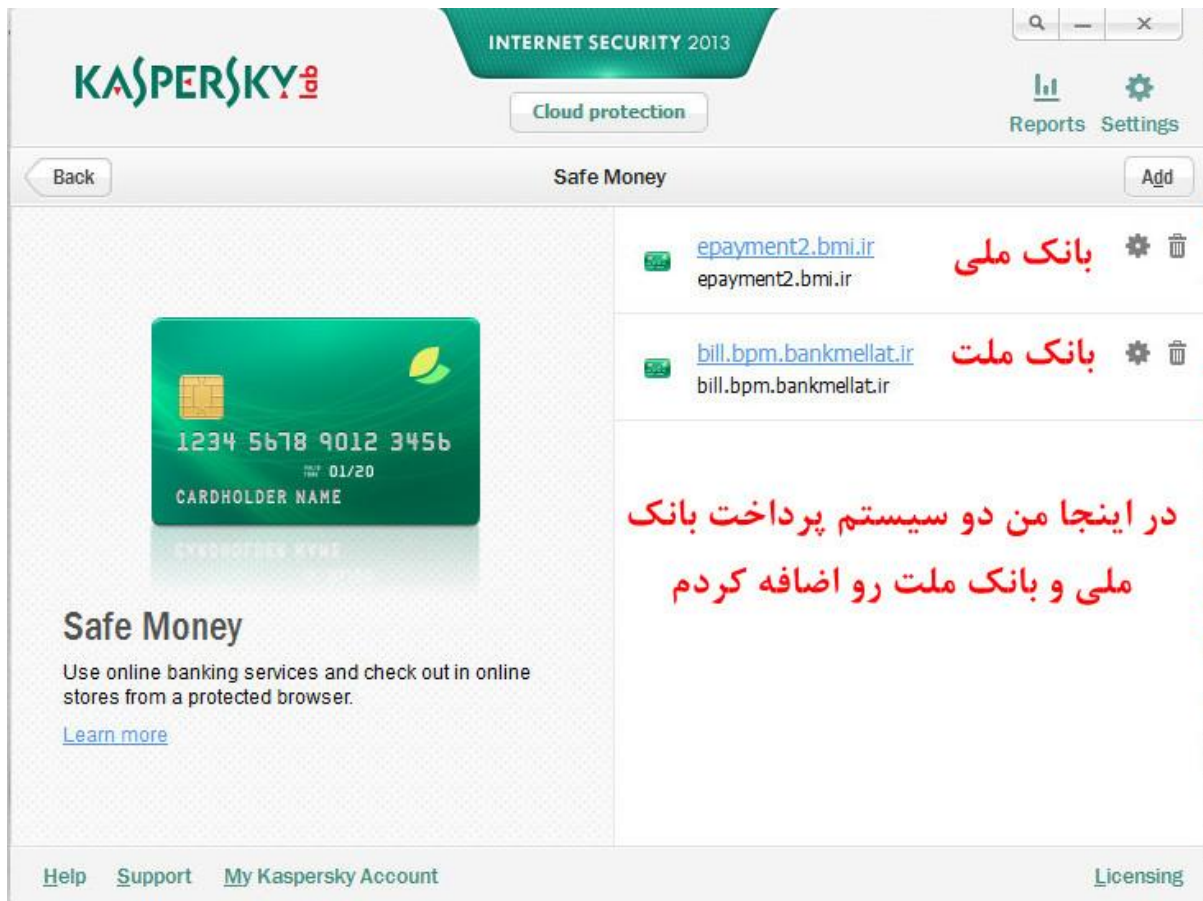 INTERNET SECURITY 2013
KASPERSKY lab
Cloud protection
Reports Settings
Back
Safe Money
Add
epayment2.bmi.ir
بانک ملی
epayment2.bmi.ir
bill.bpm.bankmellat.ir
بانک ملت
bill.bpm.bankmellat.ir
1234 5678 9012 3456
01/20
CARDHOLDER NAME
در اینجا من دو سیستم پرداخت بانک
ملی و بانک ملت رو اضافه کردم
Safe Money
Use online banking services and check out in online
stores from a protected browser.
Learn more
Help Support My Kaspersky Account
Licensing